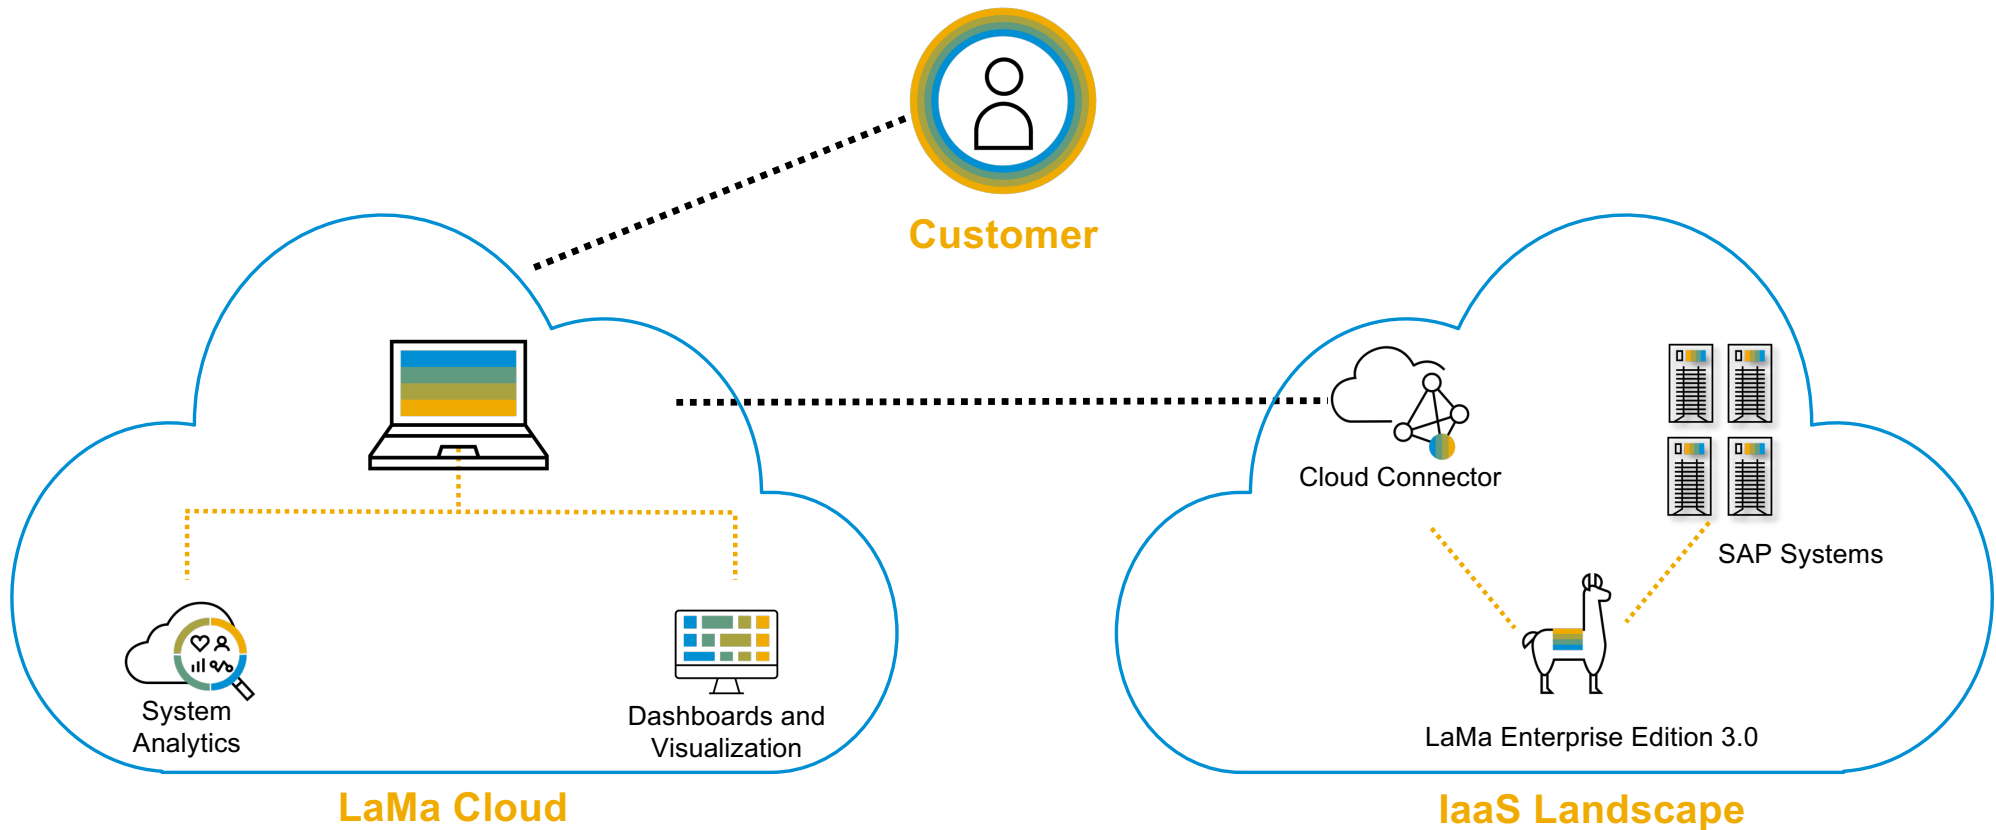 Customer
Cloud Connector
SAP Systems
System
Analytics
Dashboards and
Visualization
LaMa Enterprise Edition 3.0
LaMa Cloud
IaaS Landscape